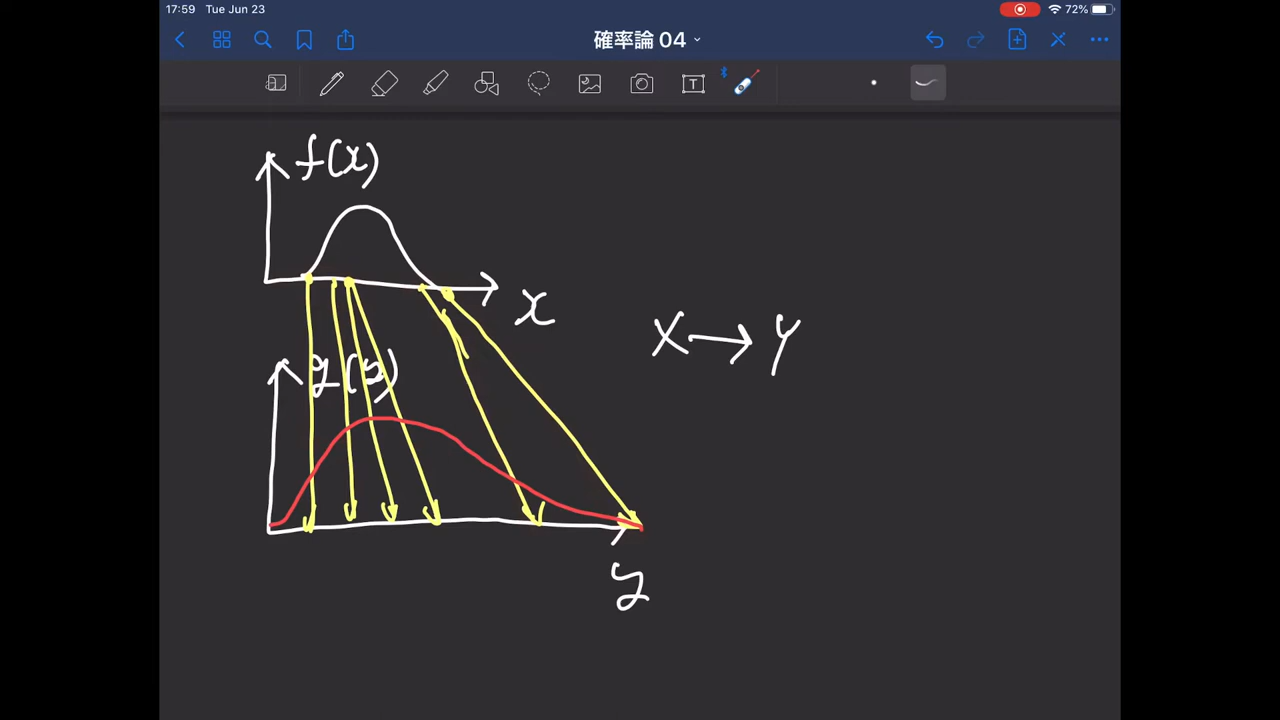 17:59 Tue Jun 23 72%
確率論 04
T
f(x)
x
X→Y
g(y)
y